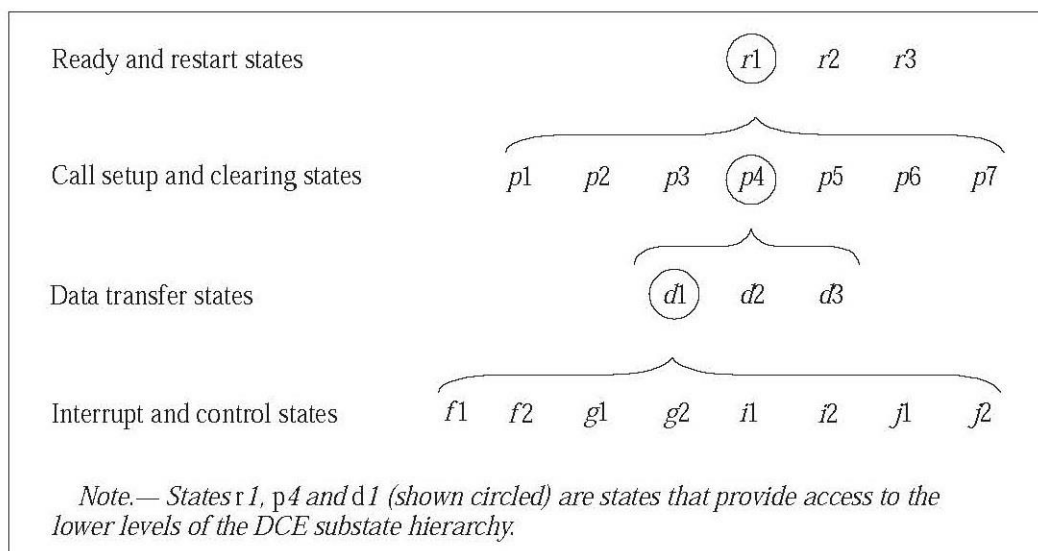 Ready and restart states r1 r2 r3
Call setup and clearing states p1 p2 p3 p4 p5 p6 p7
Data transfer states d1 d2 d3
Interrupt and control states f1 f2 g1 g2 i1 i2 j1 j2
Note.— States r1, p4 and d1 (shown circled) are states that provide access to the
lower levels of the DCE substate hierarchy.